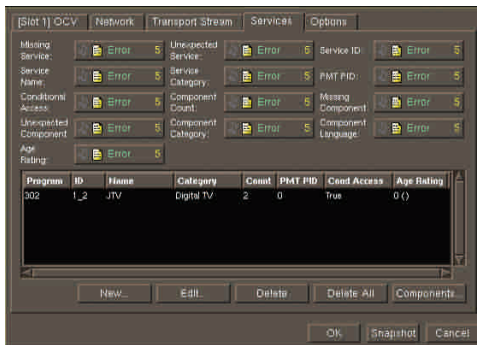 [Slot 1] OCV Network Transport Stream Services Options
Missing Service: Error 5 Unexpected Service: Error 5 Service ID: Error 5
Service Name: Error 5 Service Category: Error 5 PMT PID: Error 5
Conditional Access: Error 5 Component Count: Error 5 Missing Component Error 5
Unexpected Component Error 5 Component Category: Error 5 Component Language: Error 5
Age Rating: Error 5
Program ID Name Category Count PMT PID Cond Access Age Rating
302 1_2 JTV Digital TV 2 0 True 0 ()
New... Edit... Delete Delete All Components...
OK Snapshot Cancel